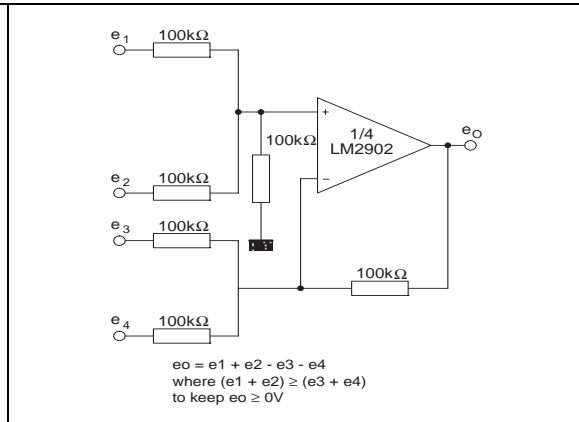 e1
100kΩ
100kΩ
+
1/4
LM2902
eO
e2
100kΩ
e3
100kΩ
−
100kΩ
e4
100kΩ
eo = e1 + e2 - e3 - e4
where (e1 + e2) ≥ (e3 + e4)
to keep eo ≥ 0V